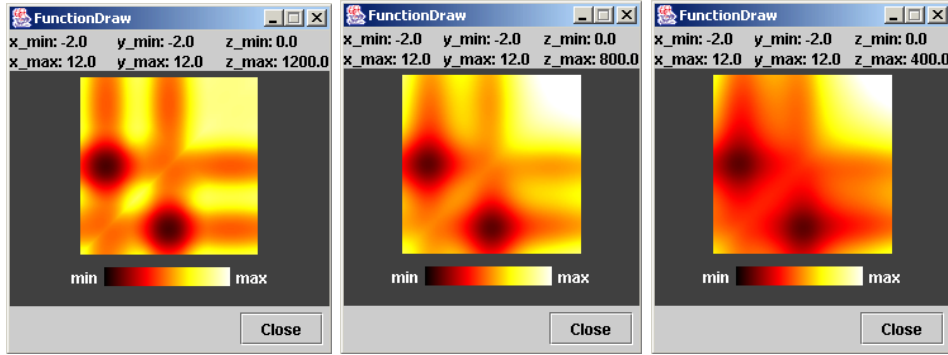 FunctionDraw
x_min: -2.0 y_min: -2.0 z_min: 0.0
x_max: 12.0 y_max: 12.0 z_max: 1200.0
min max
Close
FunctionDraw
x_min: -2.0 y_min: -2.0 z_min: 0.0
x_max: 12.0 y_max: 12.0 z_max: 800.0
min max
Close
FunctionDraw
x_min: -2.0 y_min: -2.0 z_min: 0.0
x_max: 12.0 y_max: 12.0 z_max: 400.0
min max
Close